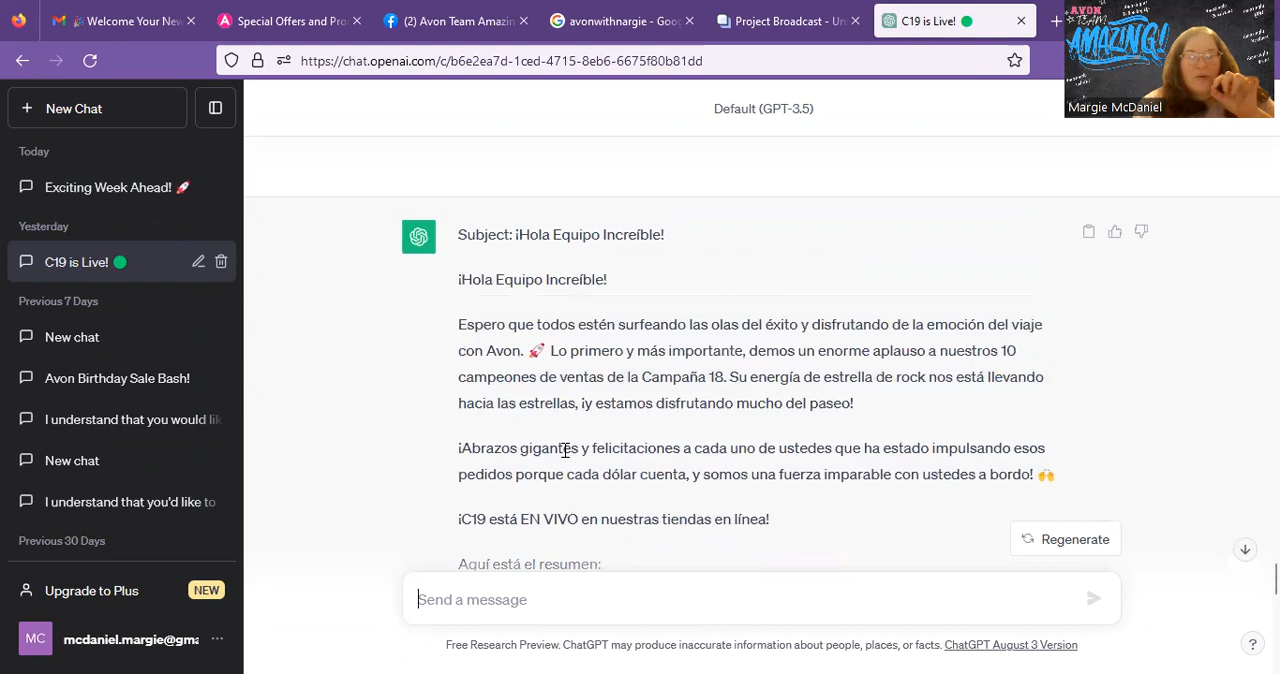 🎉 Welcome Your New
Special Offers and Pro
(2) Avon Team Amazin
avonwithnargie - Goo
Project Broadcast - Un
C19 is Live! 🟢
https://chat.openai.com/c/c6e2ea7d-1ced-4715-8eb6-6675f80b81dd
AVON
TEAM
AMAZING!
Margie McDaniel
New Chat
Default (GPT-3.5)
Today
Exciting Week Ahead! 🚀
Yesterday
C19 is Live! 🟢
Previous 7 Days
New chat
Avon Birthday Sale Bash!
I understand that you would lik
New chat
I understand that you'd like to
Previous 30 Days
Upgrade to Plus
NEW
MC
mcdaniel.margie@gma
Subject: ¡Hola Equipo Increíble!
¡Hola Equipo Increíble!
Espero que todos estén surfeando las olas del éxito y disfrutando de la emoción del viaje
con Avon. 🚀 Lo primero y más importante, demos un enorme aplauso a nuestros 10
campeones de ventas de la Campaña 18. Su energía de estrella de rock nos está llevando
hacia las estrellas, ¡y estamos disfrutando mucho del paseo!
¡Abrazos gigantes y felicitaciones a cada uno de ustedes que ha estado impulsando esos
pedidos porque cada dólar cuenta, y somos una fuerza imparable con ustedes a bordo! 🙌
¡C19 está EN VIVO en nuestras tiendas en línea!
Aquí está el resumen:
Regenerate
Send a message
Free Research Preview. ChatGPT may produce inaccurate information about people, places, or facts. ChatGPT August 3 Version
?